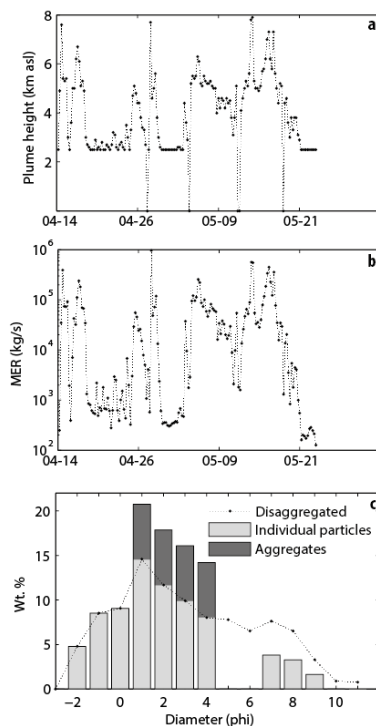 a
8
6
4
2
Plume height (km asl)
04-14 04-26 05-09 05-21
b
10^6
10^5
10^4
10^3
10^2
MER (kg/s)
04-14 04-26 05-09 05-21
c
20
15
10
5
0
Wt. %
Disaggregated
Individual particles
Aggregates
−2 0 2 4 6 8 10
Diameter (phi)